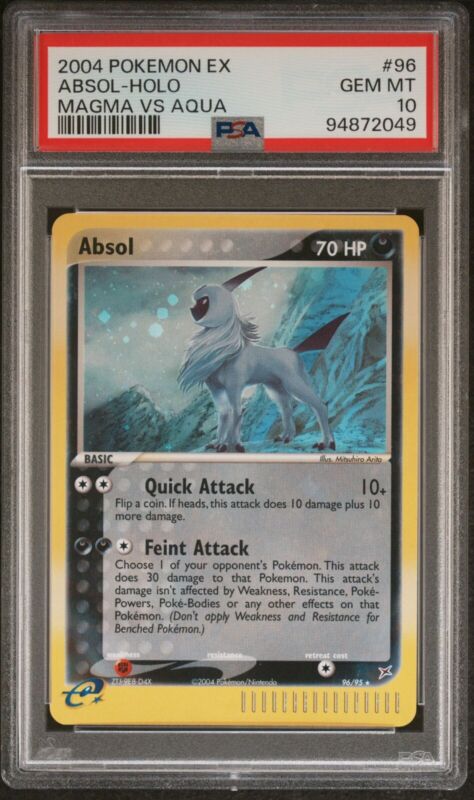 2004 POKEMON EX #96
ABSOL-HOLO GEM MT
MAGMA VS AQUA 10
PSA 94872049
Absol 70 HP
BASIC Illus. Mitsuhiro Arita
Quick Attack 10+
Flip a coin. If heads, this attack does 10 damage plus 10
more damage.
Feint Attack
Choose 1 of your opponent's Pokémon. This attack
does 30 damage to that Pokemon. This attack's
damage isn't affected by Weakness, Resistance, Poké-
Powers, Poké-Bodies or any other effects on that
Pokémon. (Don't apply Weakness and Resistance for
Benched Pokémon.)
weakness resistance retreat cost
©2004 Pokémon/Nintendo 96/95 ★
e
PSA